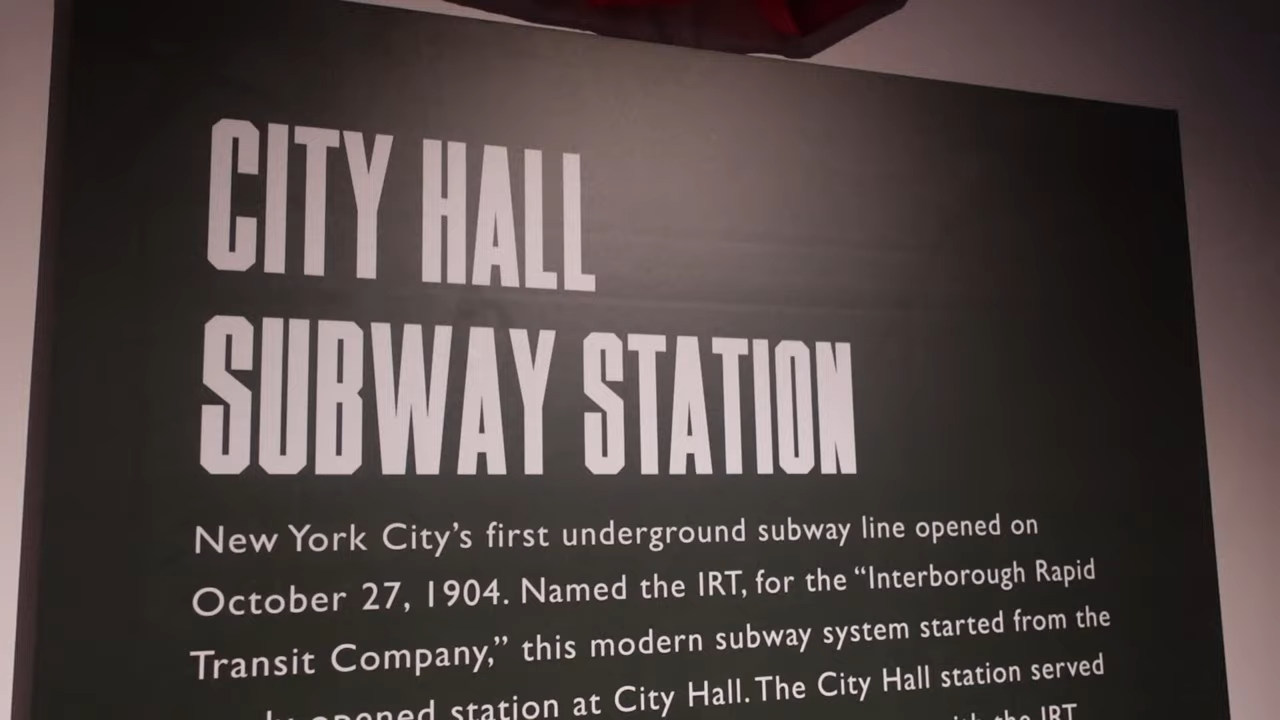 CITY HALL
SUBWAY STATION
New York City's first underground subway line opened on
October 27, 1904. Named the IRT, for the “Interborough Rapid
Transit Company,” this modern subway system started from the
opened station at City Hall. The City Hall station served
the IRT